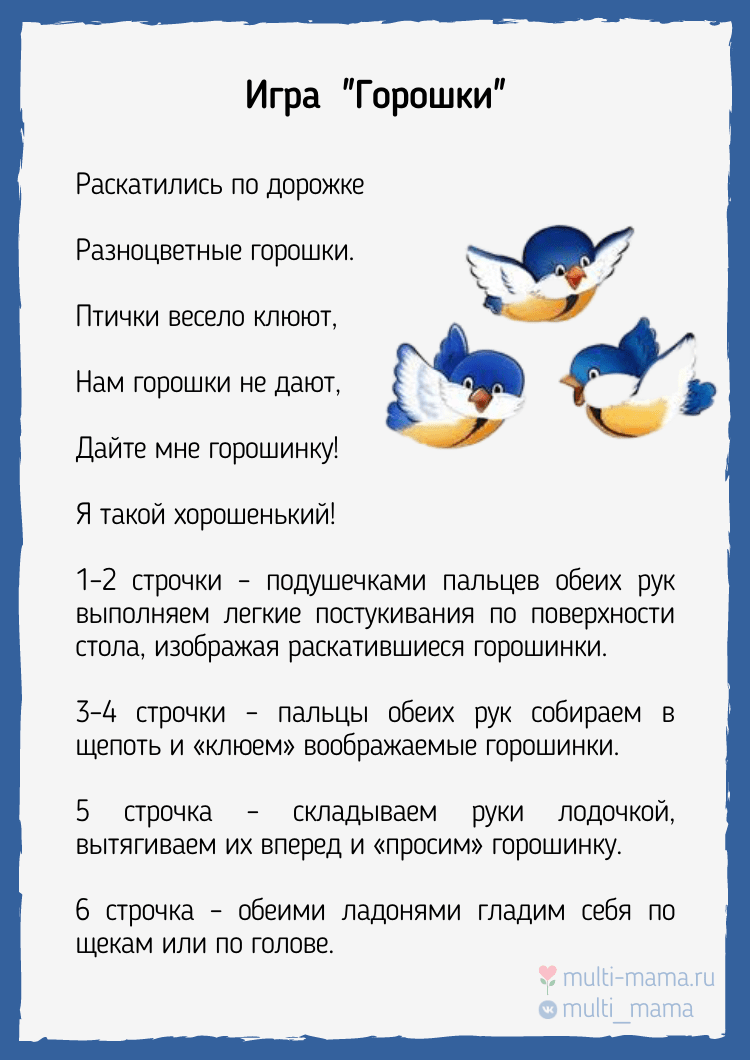 Игра "Горошки"
Раскатились по дорожке
Разноцветные горошки.
Птички весело клюют,
Нам горошки не дают,
Дайте мне горошинку!
Я такой хорошенький!
1–2 строчки – подушечками пальцев обеих рук
выполняем легкие постукивания по поверхности
стола, изображая раскатившиеся горошинки.
3–4 строчки – пальцы обеих рук собираем в
щепоть и «клюем» воображаемые горошинки.
5 строчка – складываем руки лодочкой,
вытягиваем их вперед и «просим» горошинку.
6 строчка – обеими ладонями гладим себя по
щекам или по голове.
multi-mama.ru
multi_mama